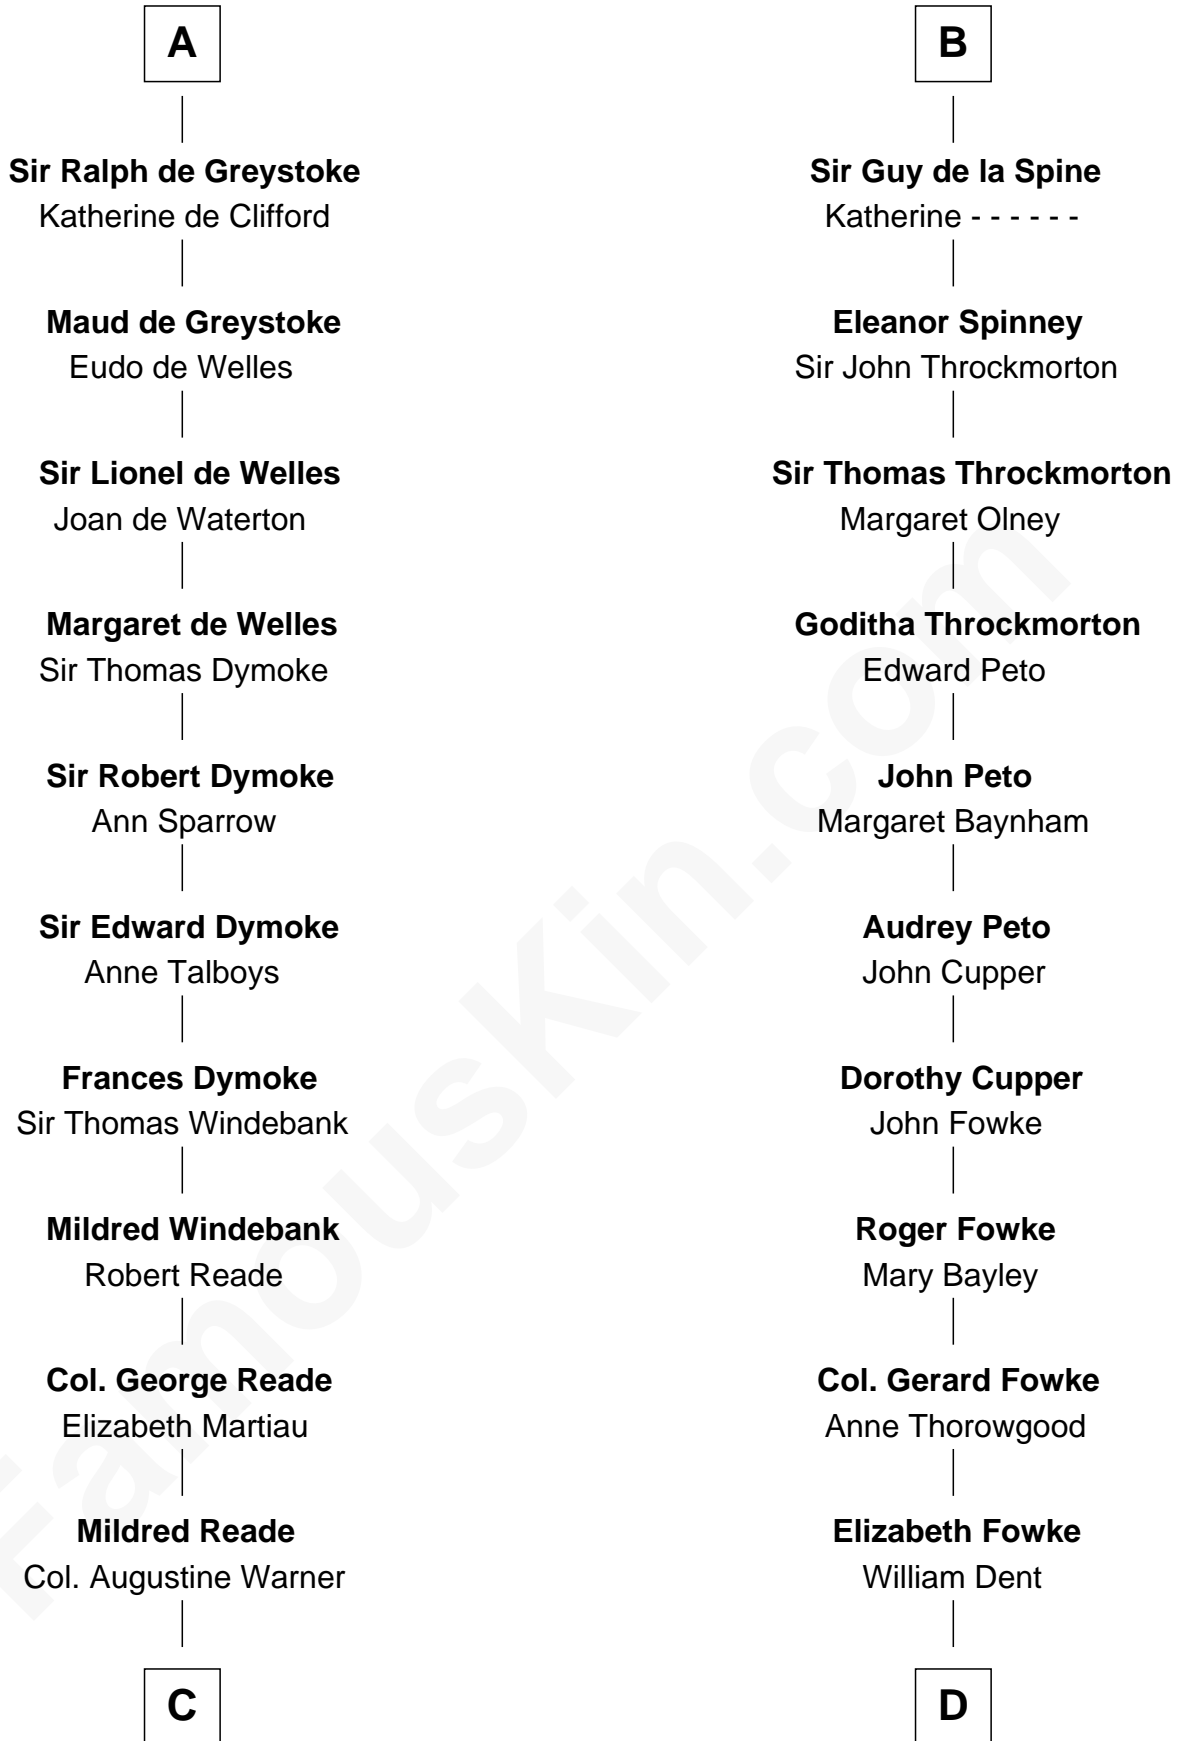 A
Sir Ralph de Greystoke
Katherine de Clifford
Maud de Greystoke
Eudo de Welles
Sir Lionel de Welles
Joan de Waterton
Margaret de Welles
Sir Thomas Dymoke
Sir Robert Dymoke
Ann Sparrow
Sir Edward Dymoke
Anne Talboys
Frances Dymoke
Sir Thomas Windebank
Mildred Windebank
Robert Reade
Col. George Reade
Elizabeth Martiau
Mildred Reade
Col. Augustine Warner
C
B
Sir Guy de la Spine
Katherine - - - - - -
Eleanor Spinney
Sir John Throckmorton
Sir Thomas Throckmorton
Margaret Olney
Goditha Throckmorton
Edward Peto
John Peto
Margaret Baynham
Audrey Peto
John Cupper
Dorothy Cupper
John Fowke
Roger Fowke
Mary Bayley
Col. Gerard Fowke
Anne Thorowgood
Elizabeth Fowke
William Dent
D
FamousKin.com